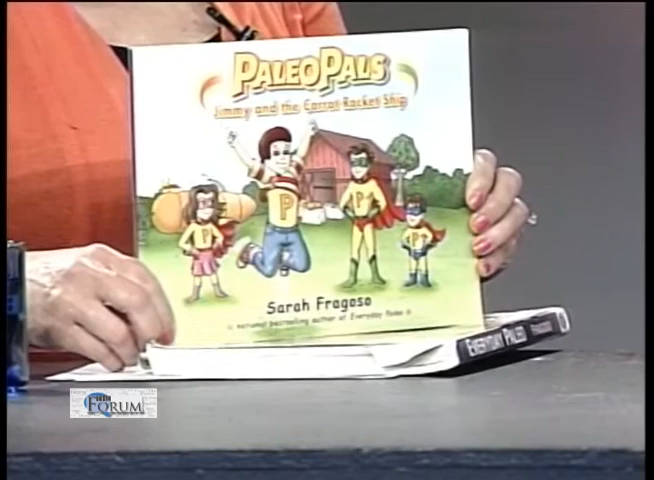 PALEOPALS
Jimmy and the Carrot Rocket Ship
P
P
P
P
Sarah Fragoso
national bestselling author of Everyday Paleo
EVERYDAY PALEO FRAGOSO
FORUM